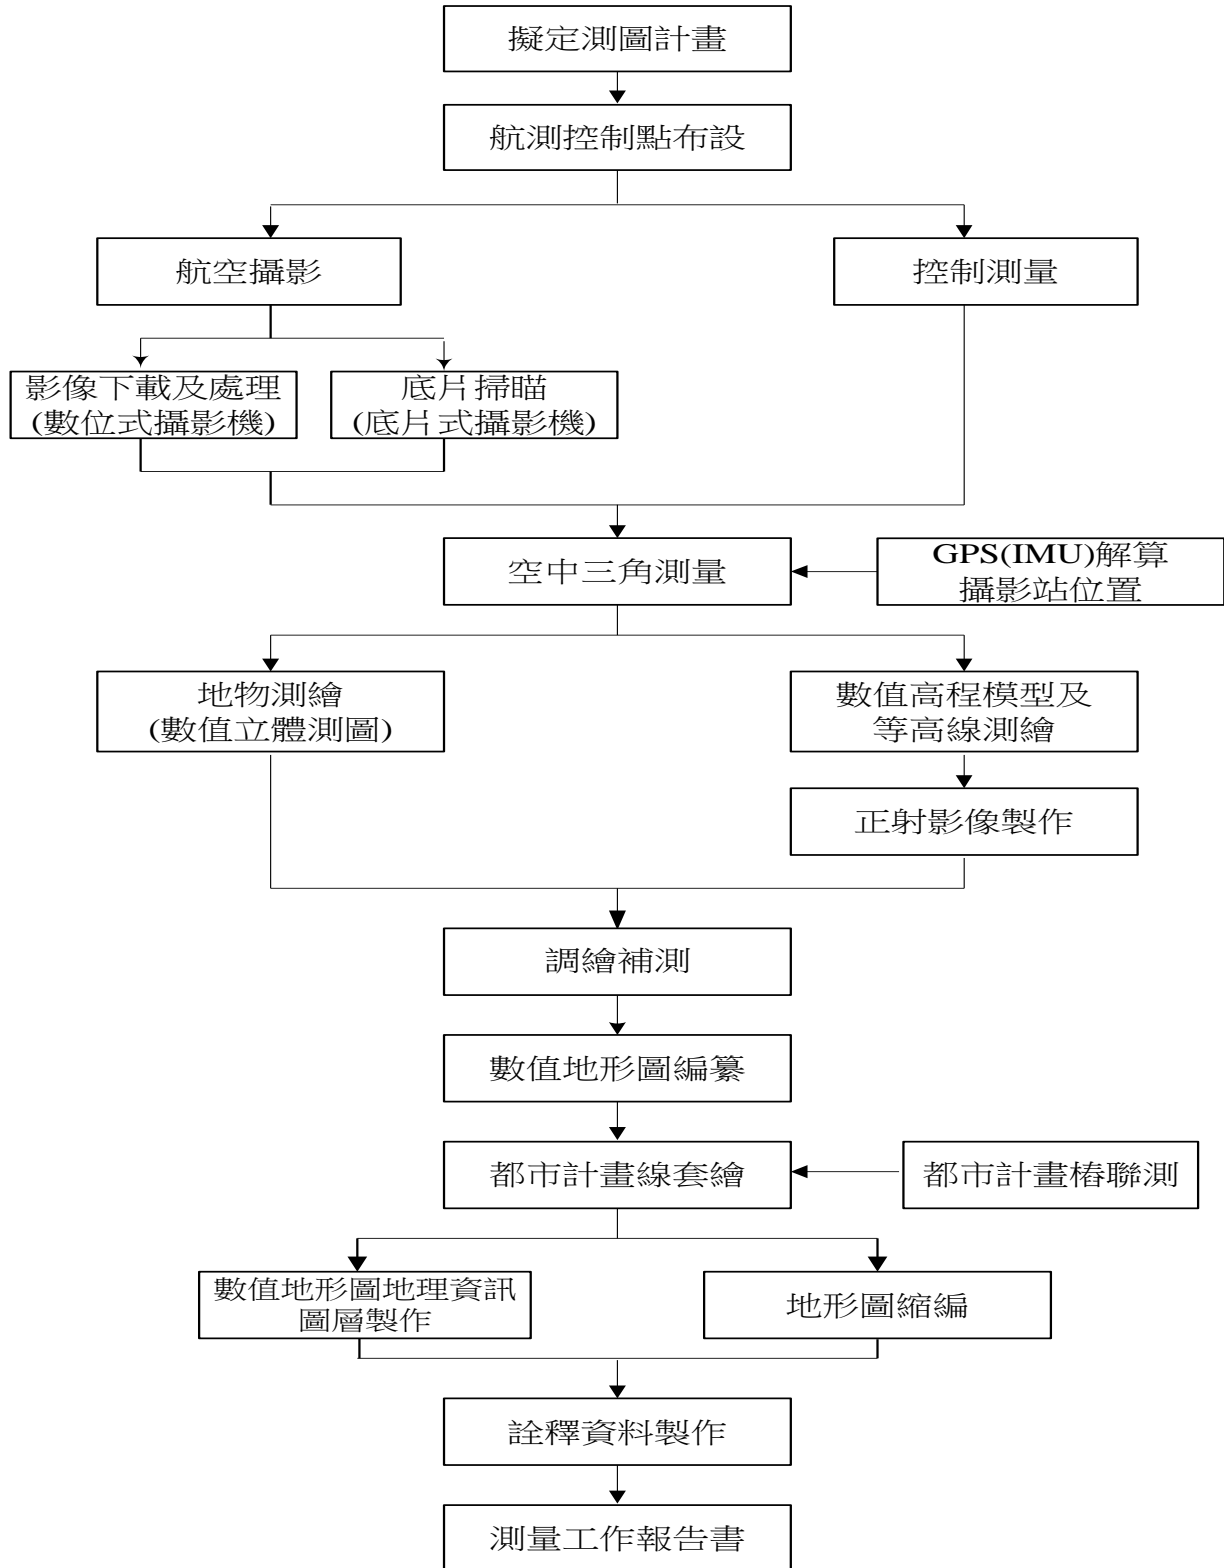 擬定測圖計畫
航測控制點布設
航空攝影
控制測量
影像下載及處理
(數位式攝影機)
底片掃瞄
(底片式攝影機)
空中三角測量
GPS(IMU)解算
攝影站位置
地物測繪
(數值立體測圖)
數值高程模型及
等高線測繪
正射影像製作
調繪補測
數值地形圖編纂
都市計畫線套繪
都市計畫樁聯測
數值地形圖地理資訊
圖層製作
地形圖縮編
詮釋資料製作
測量工作報告書